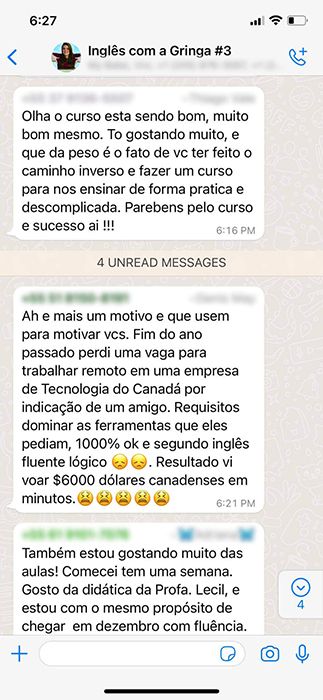 6:27
Inglês com a Gringa #3
Olha o curso esta sendo bom, muito
bom mesmo. To gostando muito, e
que da peso é o fato de vc ter feito o
caminho inverso e fazer um curso
para nos ensinar de forma pratica e
descomplicada. Parebens pelo curso
e sucesso ai !!!
6:16 PM
4 UNREAD MESSAGES
Ah e mais um motivo e que usem
para motivar vcs. Fim do ano
passado perdi uma vaga para
trabalhar remoto em uma empresa
de Tecnologia do Canadá por
indicação de um amigo. Requisitos
dominar as ferramentas que eles
pediam, 1000% ok e segundo inglês
fluente lógico 😞😞. Resultado vi
voar $6000 dólares canadenses em
minutos.😫😫😫😫😫
6:21 PM
Também estou gostando muito das
aulas! Comecei tem uma semana.
Gosto da didática da Profa. Lecil, e
estou com o mesmo propósito de
chegar em dezembro com fluência.
4